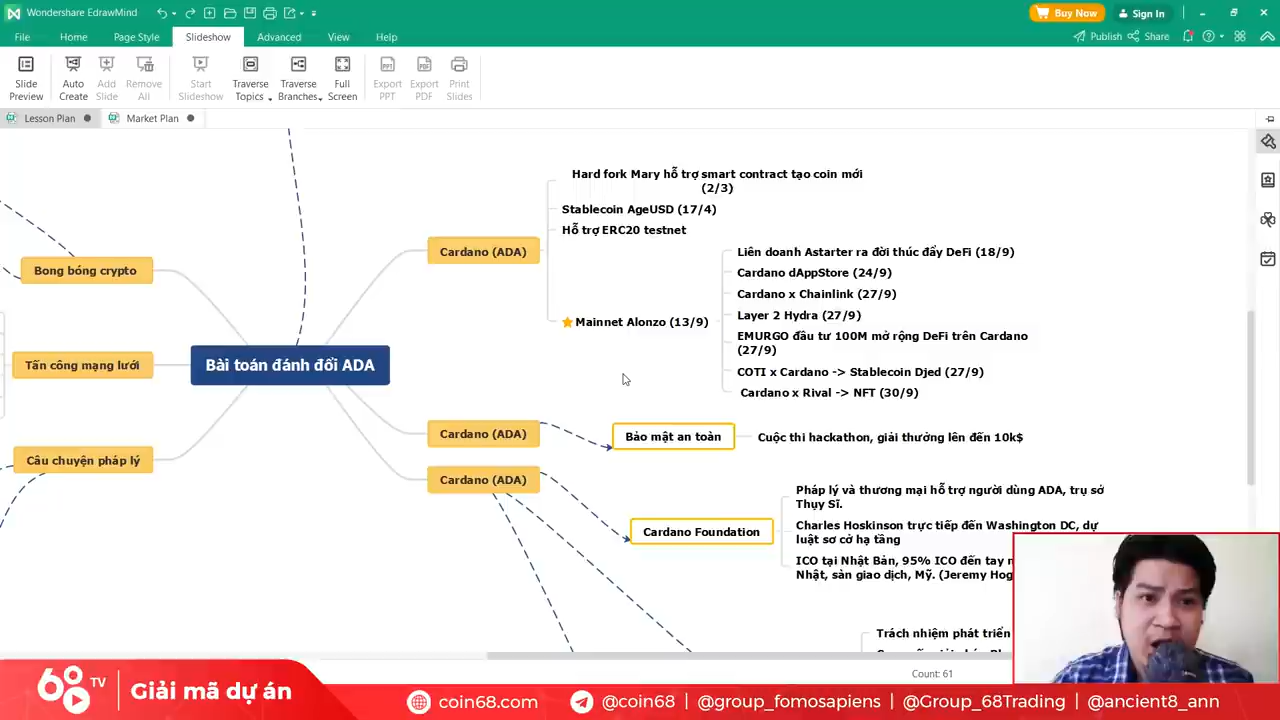 Wondershare EdrawMind
Buy Now
Sign In
File
Home
Page Style
Slideshow
Advanced
View
Help
Publish
Share
Slide Preview
Auto Create
Add Slide
Remove All
Start Slideshow
Traverse Topics
Traverse Branches
Full Screen
Export PPT
Export PDF
Print Slides
Lesson Plan
Market Plan
Hard fork Mary hỗ trợ smart contract tạo coin mới
(2/3)
Stablecoin AgeUSD (17/4)
Hỗ trợ ERC20 testnet
Cardano (ADA)
Mainnet Alonzo (13/9)
Liên doanh Astarter ra đời thúc đẩy DeFi (18/9)
Cardano dAppStore (24/9)
Cardano x Chainlink (27/9)
Layer 2 Hydra (27/9)
EMURGO đầu tư 100M mở rộng DeFi trên Cardano
(27/9)
COTI x Cardano -> Stablecoin Djed (27/9)
Cardano x Rival -> NFT (30/9)
Bong bóng crypto
Tấn công mạng lưới
Bài toán đánh đổi ADA
Câu chuyện pháp lý
Cardano (ADA)
Bảo mật an toàn
Cuộc thi hackathon, giải thưởng lên đến 10k$
Cardano (ADA)
Cardano Foundation
Pháp lý và thương mại hỗ trợ người dùng ADA, trụ sở
Thụy Sĩ.
Charles Hoskinson trực tiếp đến Washington DC, dự
luật sơ cở hạ tầng
ICO tại Nhật Bản, 95% ICO đến tay
Nhật, sàn giao dịch, Mỹ. (Jeremy Hog
Trách nhiệm phát triển
Count: 61
68 TV
Giải mã dự án
coin68.com
@coin68 | @group_fomosapiens | @Group_68Trading | @ancient8_ann